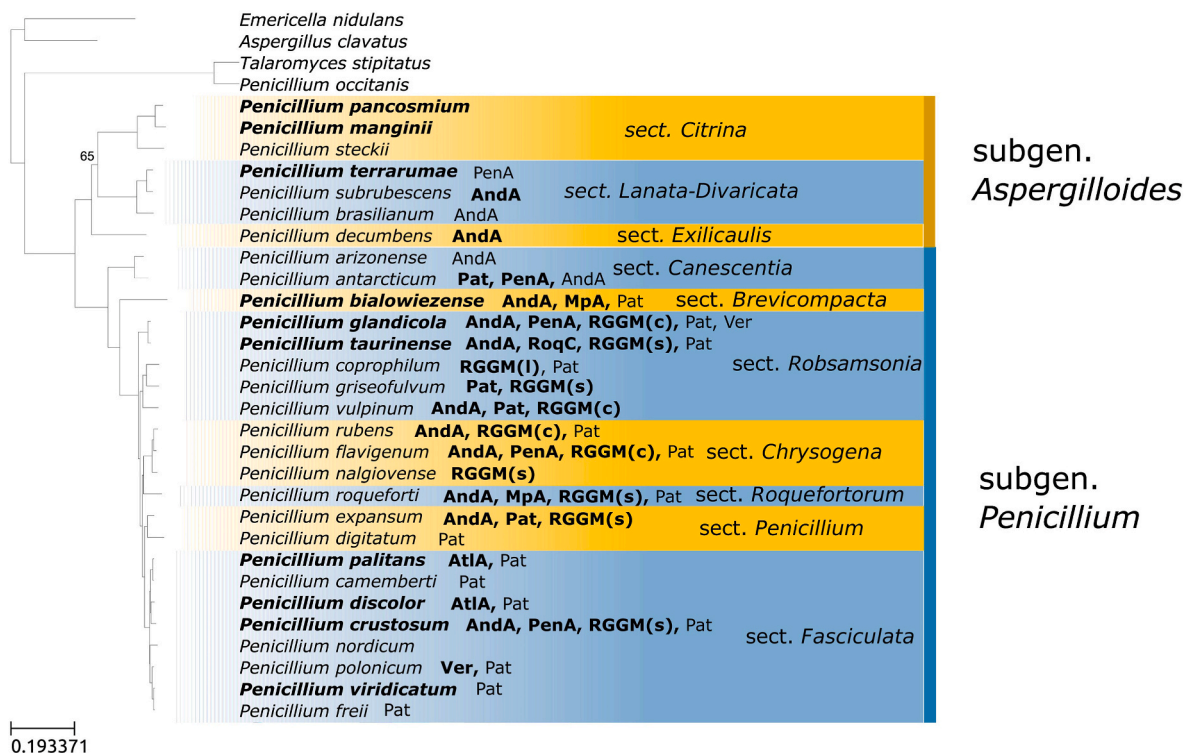 Emericella nidulans
Aspergillus clavatus
Talaromyces stipitatus
Penicillium occitanis
Penicillium pancosmium
Penicillium manginii
sect. Citrina
Penicillium steckii
65
Penicillium terrarumae PenA
Penicillium subrubescens AndA
sect. Lanata-Divaricata
Penicillium brasilianum AndA
Penicillium decumbens AndA
sect. Exilicaulis
subgen.
Aspergilloides
Penicillium arizonense AndA
Penicillium antarcticum Pat, PenA, AndA
sect. Canescentia
Penicillium bialowiezense AndA, MpA, Pat
sect. Brevicompacta
Penicillium glandicola AndA, PenA, RGGM(c), Pat, Ver
Penicillium taurinense AndA, RoqC, RGGM(s), Pat
Penicillium coprophilum RGGM(l), Pat
sect. Robsamsonia
Penicillium griseofulvum Pat, RGGM(s)
Penicillium vulpinum AndA, Pat, RGGM(c)
Penicillium rubens AndA, RGGM(c), Pat
Penicillium flavigenum AndA, PenA, RGGM(c), Pat
sect. Chrysogena
Penicillium nalgiovense RGGM(s)
Penicillium roqueforti AndA, MpA, RGGM(s), Pat
sect. Roquefortorum
Penicillium expansum AndA, Pat, RGGM(s)
sect. Penicillium
Penicillium digitatum Pat
Penicillium palitans AtlA, Pat
Penicillium camemberti Pat
Penicillium discolor AtlA, Pat
Penicillium crustosum AndA, PenA, RGGM(s), Pat
sect. Fasciculata
Penicillium nordicum
Penicillium polonicum Ver, Pat
Penicillium viridicatum Pat
Penicillium freii Pat
subgen.
Penicillium
0.193371